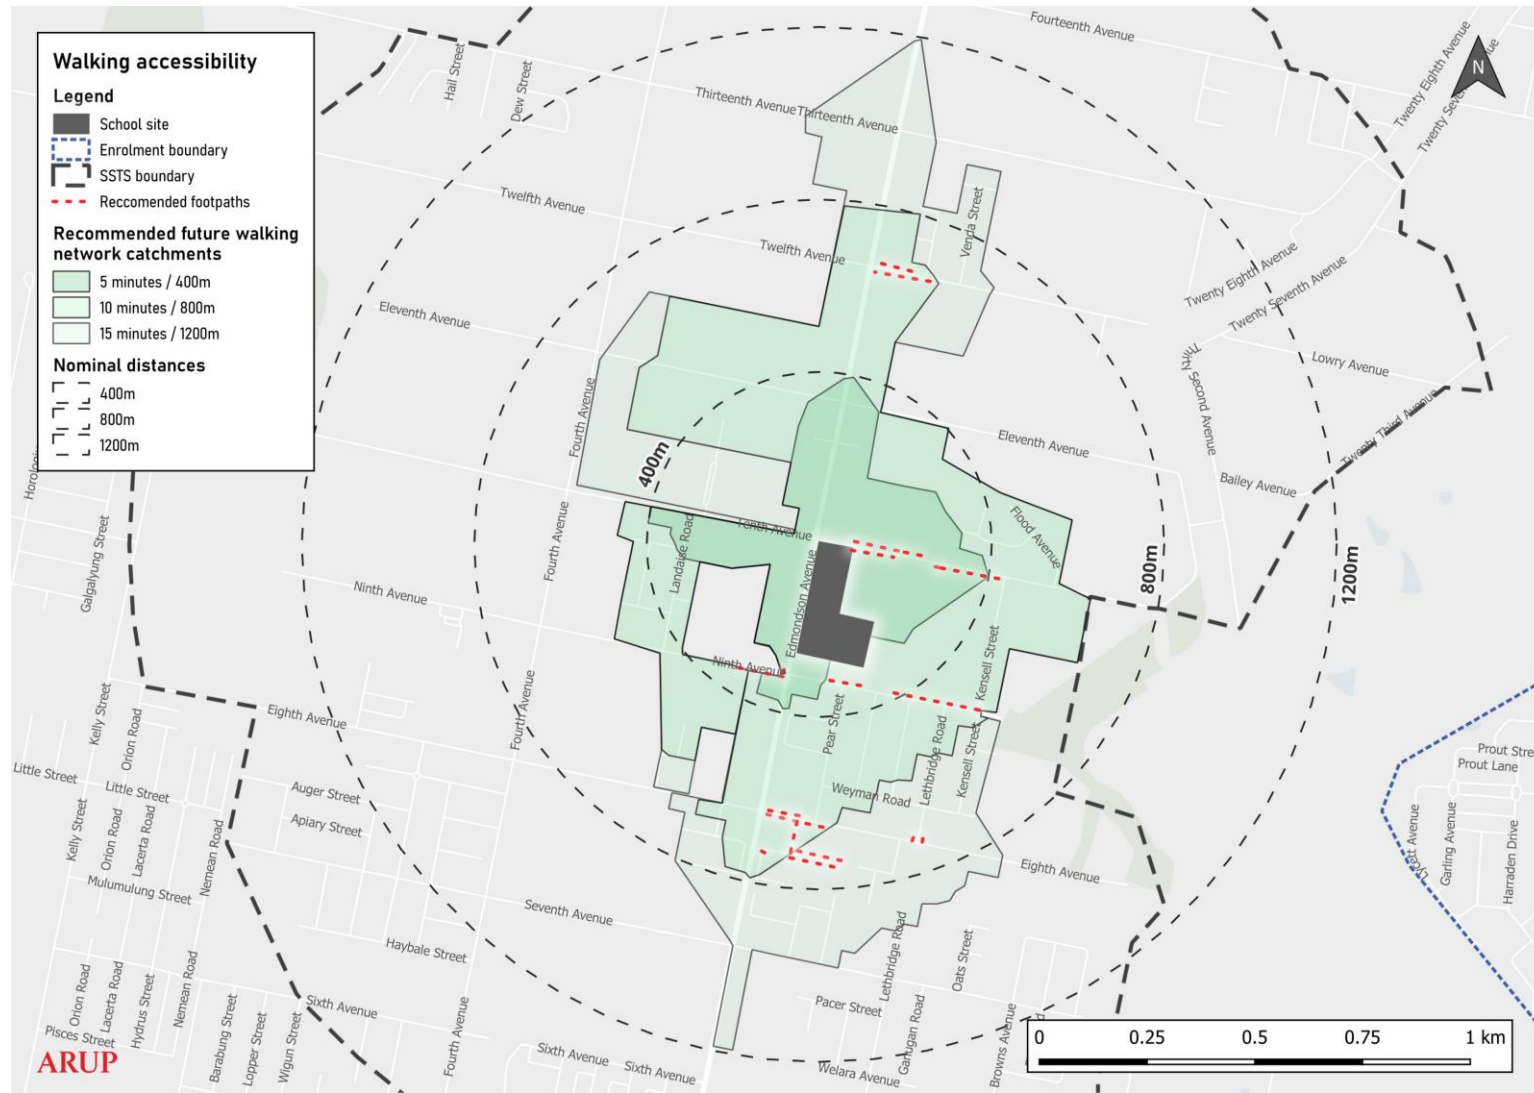 Walking accessibility
Legend
School site
Enrolment boundary
SSTS boundary
Reccomended footpaths
Recommended future walking
network catchments
5 minutes / 400m
10 minutes / 800m
15 minutes / 1200m
Nominal distances
400m
800m
1200m
N
Fourteenth Avenue
Twenty Eighth Avenue
Hail Street
Dew Street
Thirteenth Avenue
Thirteenth Avenue
Twelfth Avenue
Twelfth Avenue
Venda Street
Twenty Eighth Avenue
Twenty Seventh Avenue
Eleventh Avenue
Thirty Second Avenue
Lowry Avenue
Fourth Avenue
Twenty Third Avenue
Eleventh Avenue
400m
Bailey Avenue
Flood Avenue
Tenth Avenue
Landaise Road
Fourth Avenue
Galgalyung Street
Ninth Avenue
Edmondson Avenue
800m
1200m
Ninth Avenue
Kensell Street
Kelly Street
Orion Road
Eighth Avenue
Fourth Avenue
Pear Street
Lethbridge Road
Kensell Street
Prout Lane
Little Street
Little Street
Auger Street
Apiary Street
Weyman Road
Kelly Street
Orion Road
Lacerta Road
Nemean Road
Mulumulung Street
Eighth Avenue
Lycett Avenue
Garling Avenue
Harraden Drive
Seventh Avenue
Haybale Street
Lethbridge Road
Oats Street
Orion Road
Lacerta Road
Hydrus Street
Nemean Road
Sixth Avenue
Pacer Street
Ganugan Road
Browns Avenue
Pisces Street
Barabung Street
Lopper Street
Wigun Street
Fourth Avenue
Sixth Avenue
Sixth Avenue
Welara Avenue
ARUP
0 0.25 0.5 0.75 1 km